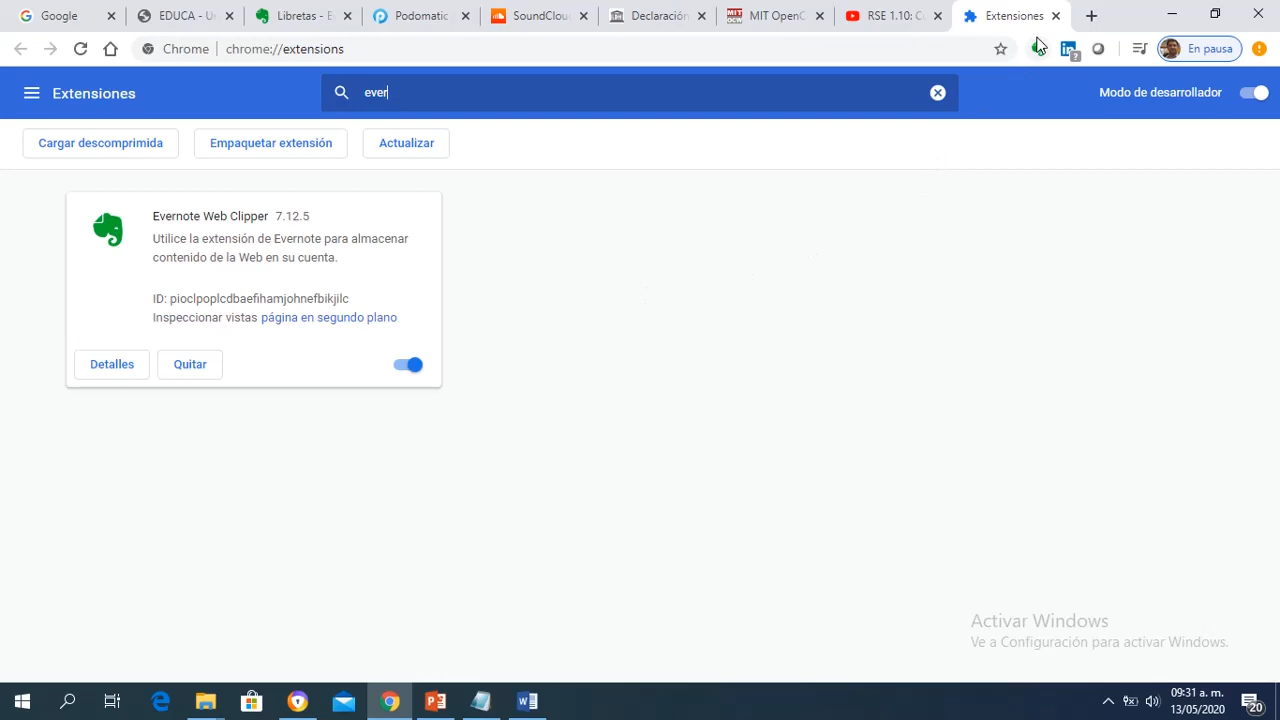 Google
EDUCA - Un
Libretas - E
Podomatic
SoundClou
Declaración
MIT OpenC
RSE 1.10: C
Extensiones
Chrome
chrome://extensions
En pausa
Extensiones
ever
Modo de desarrollador
Cargar descomprimida
Empaquetar extensión
Actualizar
Evernote Web Clipper 7.12.5
Utilice la extensión de Evernote para almacenar
contenido de la Web en su cuenta.
ID: pioclpoplcdbaefihamjohnefbikjilc
Inspeccionar vistas página en segundo plano
Detalles
Quitar
Activar Windows
Ve a Configuración para activar Windows.
09:31 a. m.
13/05/2020
20